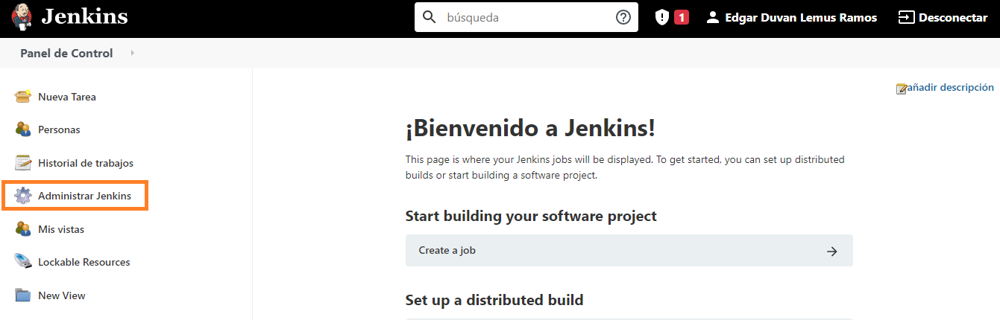 Jenkins
búsqueda
1
Edgar Duvan Lemus Ramos
Desconectar
Panel de Control
añadir descripción
Nueva Tarea
Personas
Historial de trabajos
Administrar Jenkins
Mis vistas
Lockable Resources
New View
¡Bienvenido a Jenkins!
This page is where your Jenkins jobs will be displayed. To get started, you can set up distributed
builds or start building a software project.
Start building your software project
Create a job
Set up a distributed build